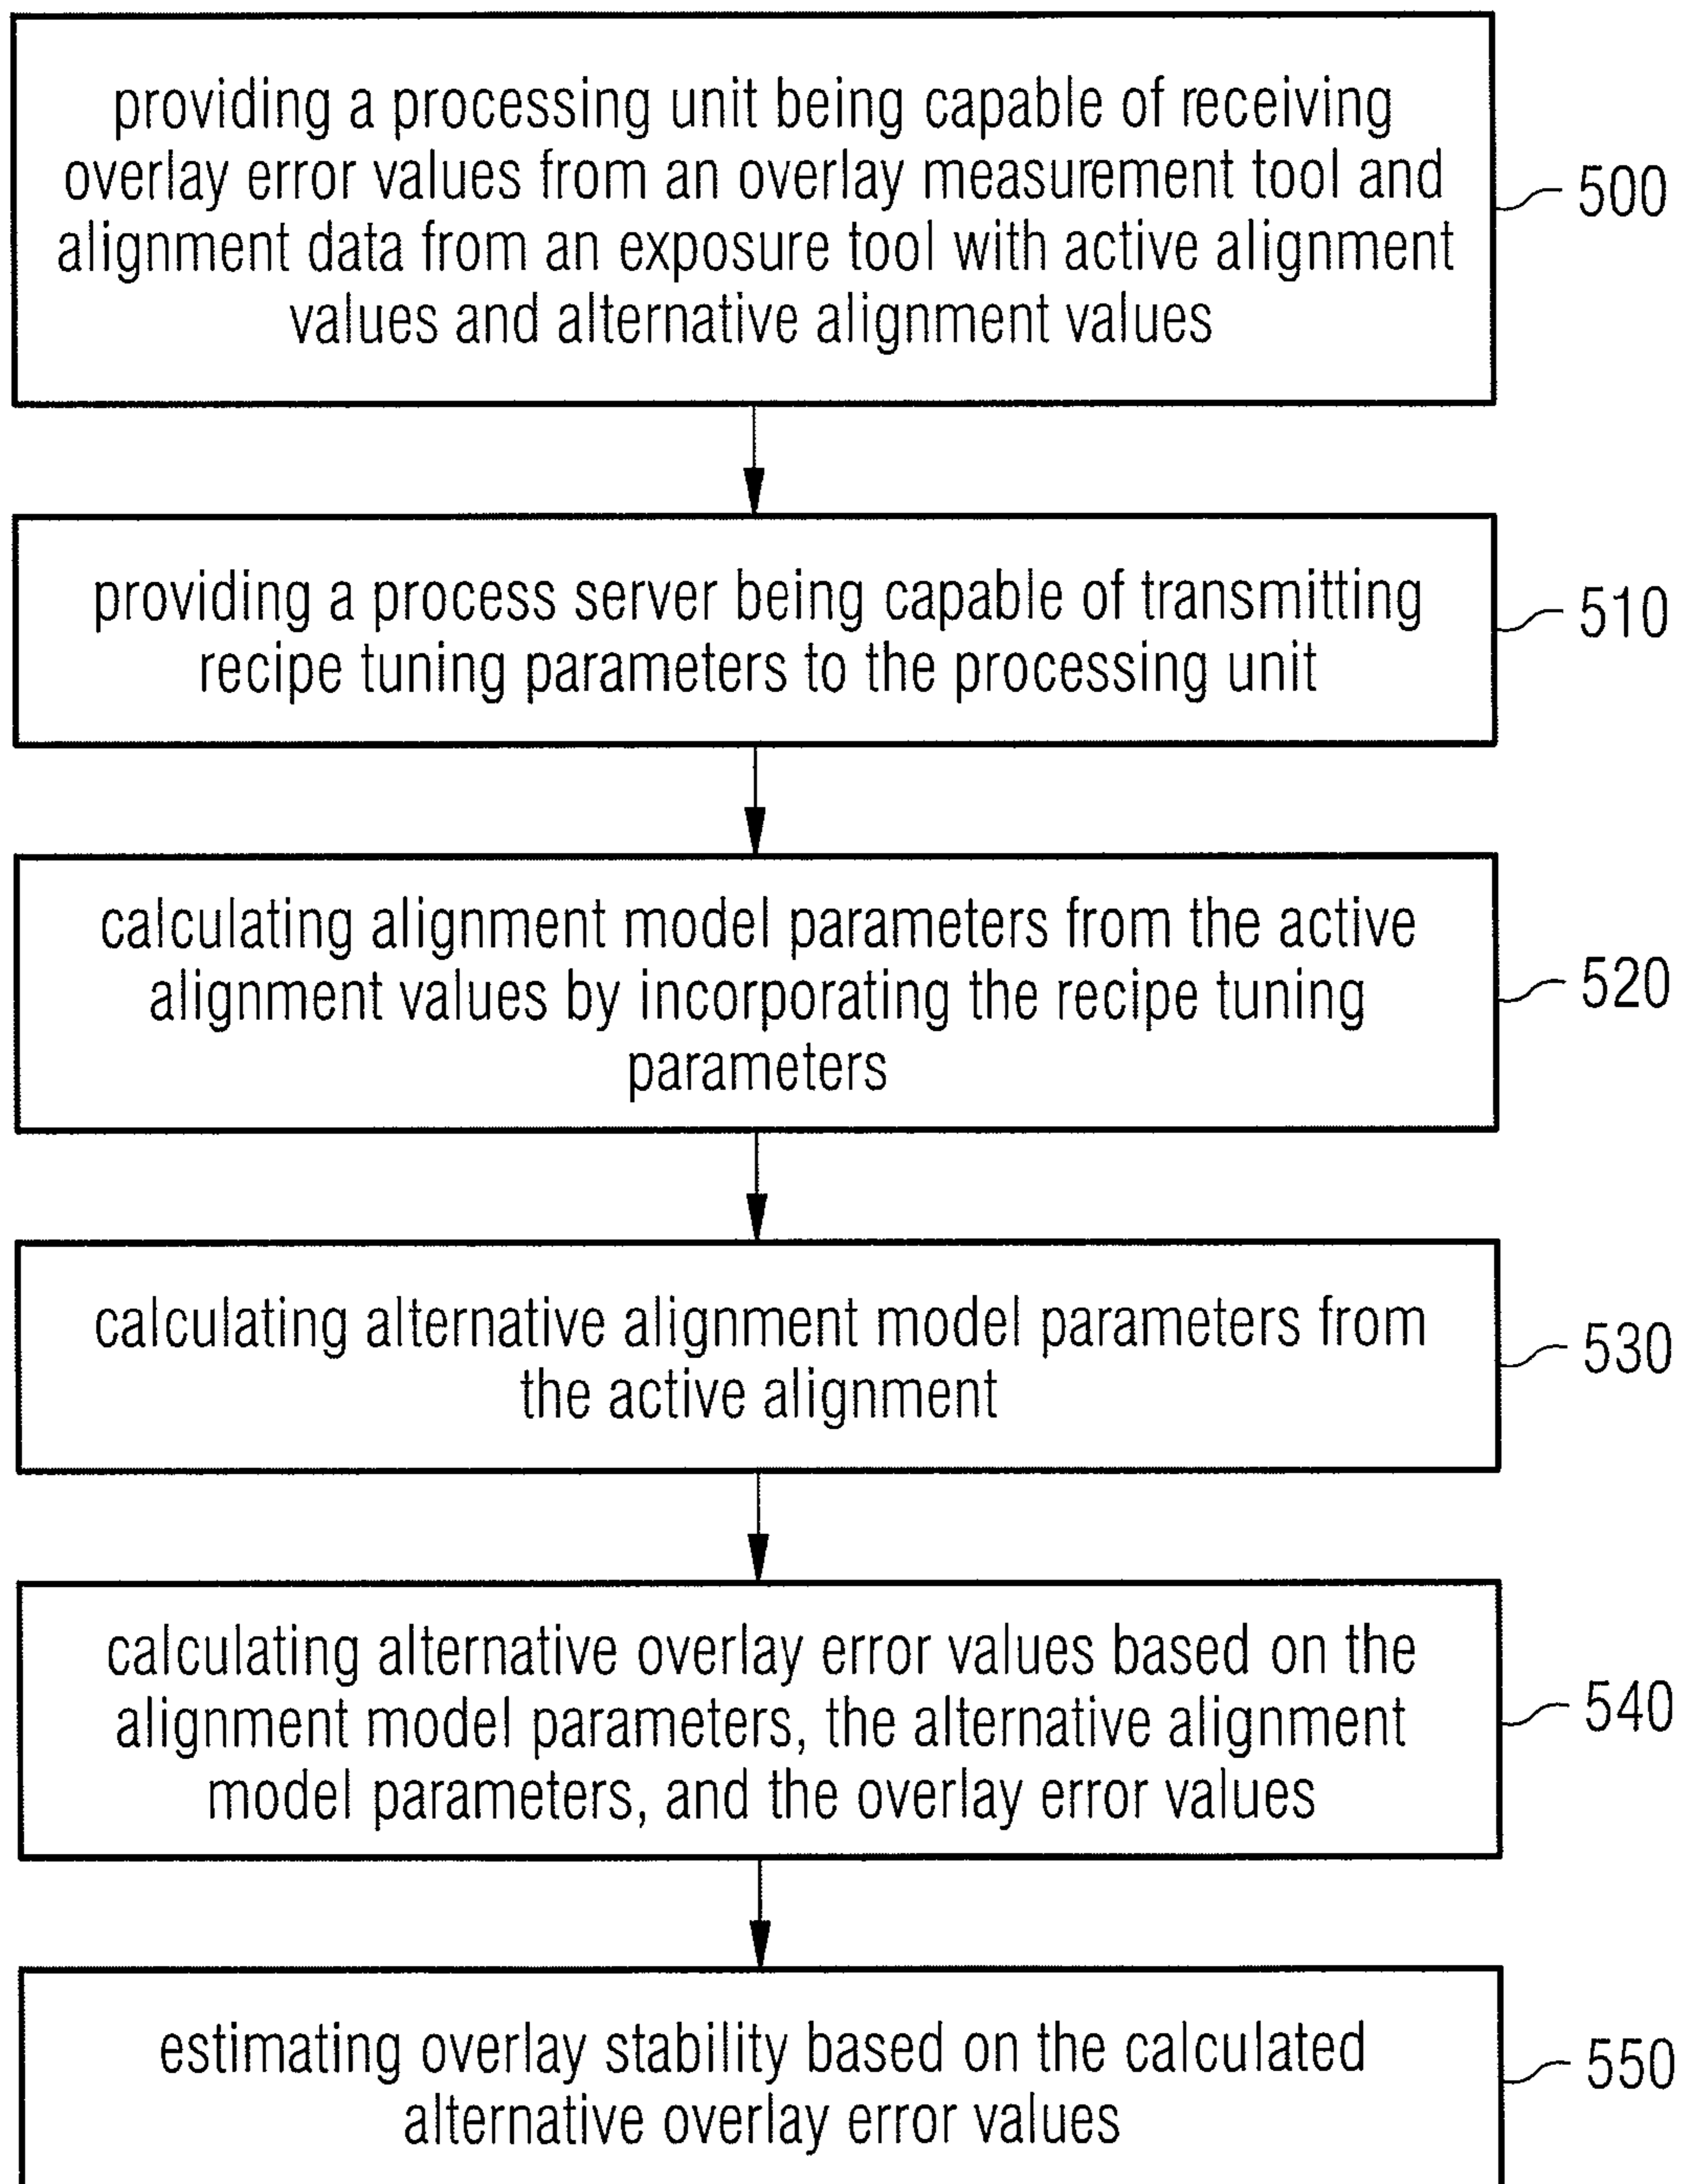 providing a processing unit being capable of receiving
overlay error values from an overlay measurement tool and
alignment data from an exposure tool with active alignment
values and alternative alignment values
500
providing a process server being capable of transmitting
recipe tuning parameters to the processing unit
510
calculating alignment model parameters from the active
alignment values by incorporating the recipe tuning
parameters
520
calculating alternative alignment model parameters from
the active alignment
530
calculating alternative overlay error values based on the
alignment model parameters, the alternative alignment
model parameters, and the overlay error values
540
estimating overlay stability based on the calculated
alternative overlay error values
550